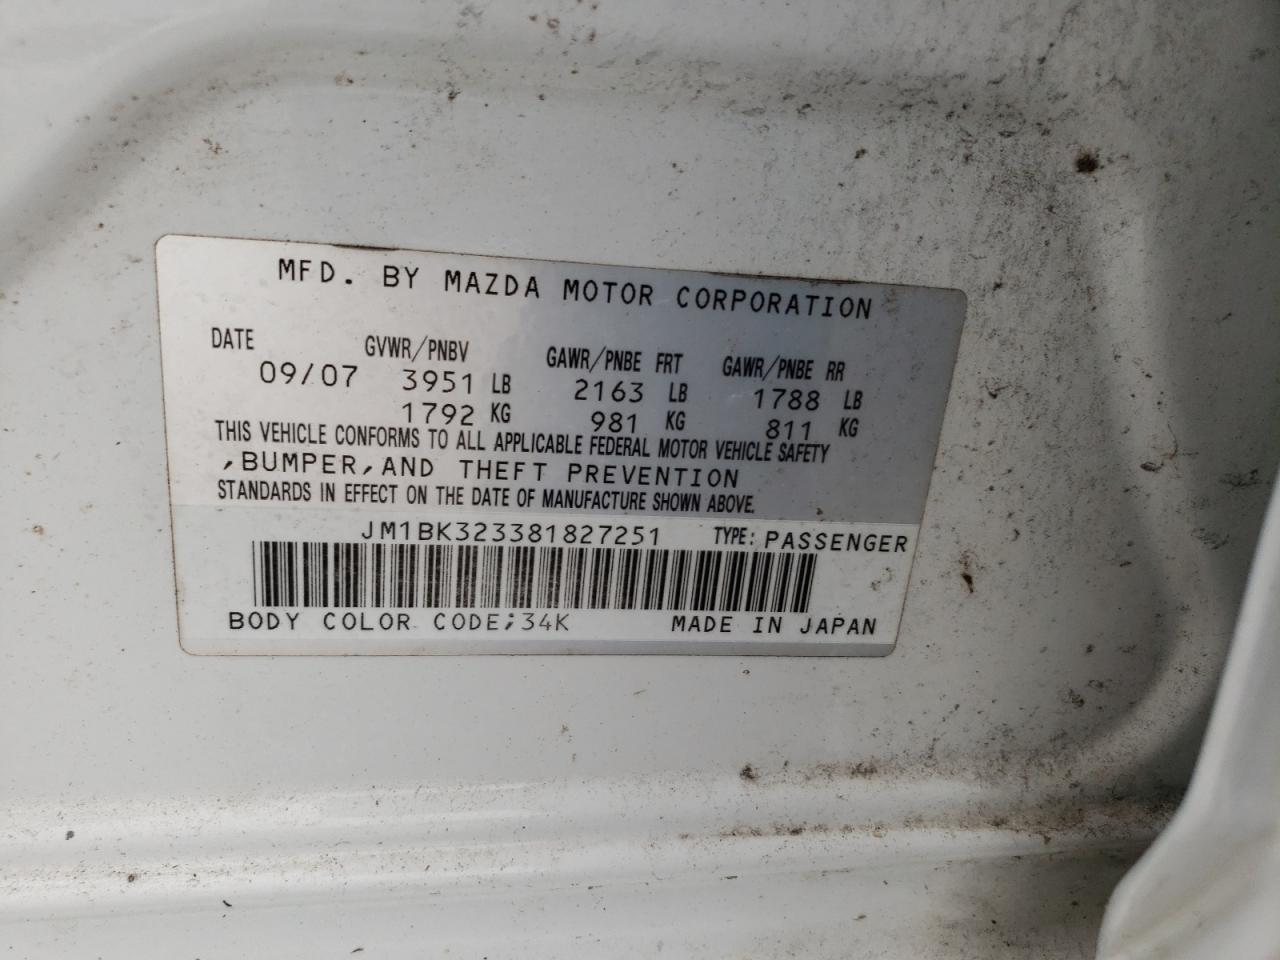 MFD. BY MAZDA MOTOR CORPORATION
DATE GVWR/PNBV GAWR/PNBE FRT GAWR/PNBE RR
09/07 3951 LB 2163 LB 1788 LB
1792 KG 981 KG 811 KG
THIS VEHICLE CONFORMS TO ALL APPLICABLE FEDERAL MOTOR VEHICLE SAFETY
,BUMPER,AND THEFT PREVENTION
STANDARDS IN EFFECT ON THE DATE OF MANUFACTURE SHOWN ABOVE.
JM1BK323381827251 TYPE: PASSENGER
BODY COLOR CODE;34K MADE IN JAPAN